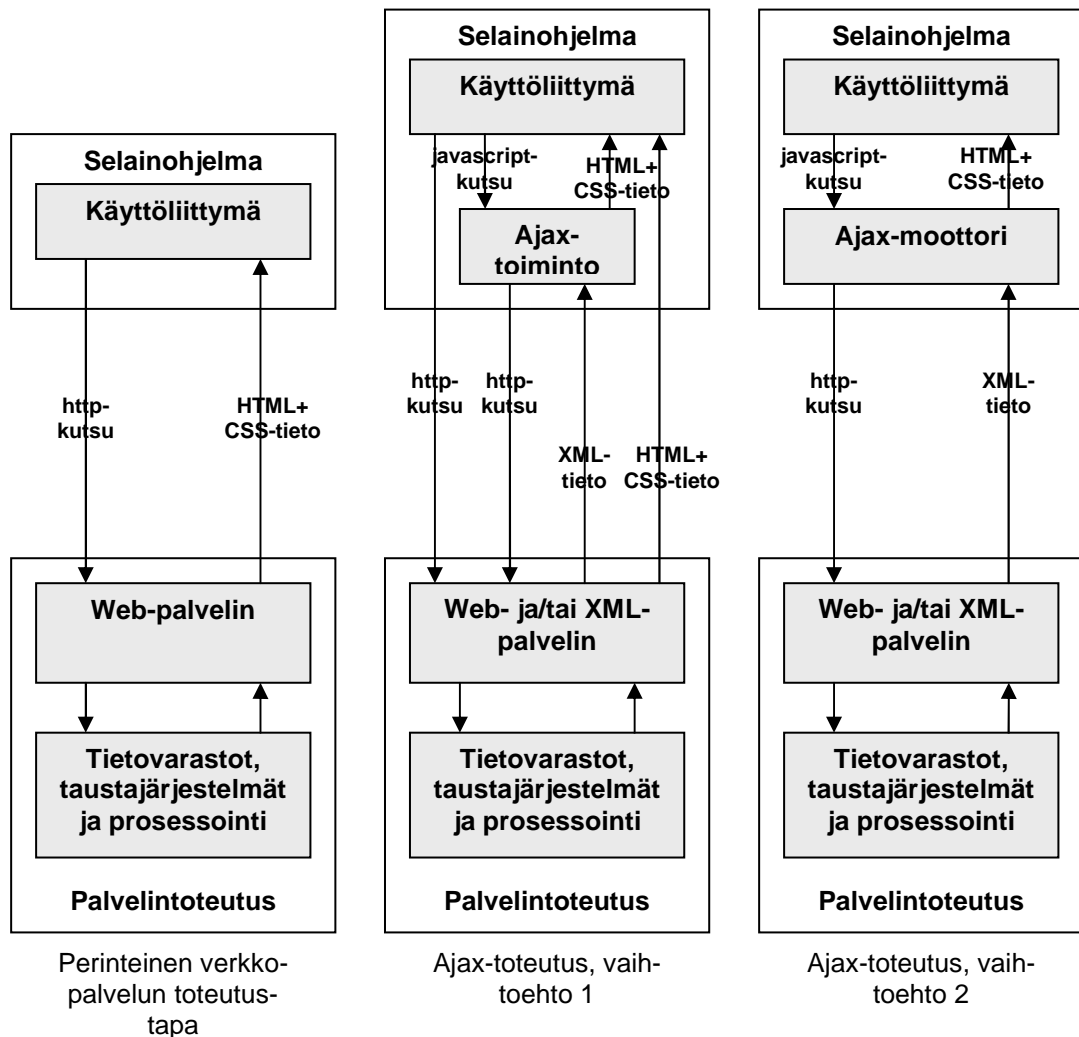 Selainohjelma
Käyttöliittymä
http-
kutsu
HTML+
CSS-tieto
Web-palvelin
Tietovarastot,
taustajärjestelmät
ja prosessointi
Palvelintoteutus
Perinteinen verkko-
palvelun toteutus-
tapa
Selainohjelma
Käyttöliittymä
javascript-
kutsu
HTML+
CSS-tieto
Ajax-
toiminto
http-
kutsu
http-
kutsu
XML-
tieto
HTML+
CSS-tieto
Web- ja/tai XML-
palvelin
Tietovarastot,
taustajärjestelmät
ja prosessointi
Palvelintoteutus
Ajax-toteutus, vaih-
toehto 1
Selainohjelma
Käyttöliittymä
javascript-
kutsu
HTML+
CSS-tieto
Ajax-moottori
http-
kutsu
XML-
tieto
Web- ja/tai XML-
palvelin
Tietovarastot,
taustajärjestelmät
ja prosessointi
Palvelintoteutus
Ajax-toteutus, vaih-
toehto 2